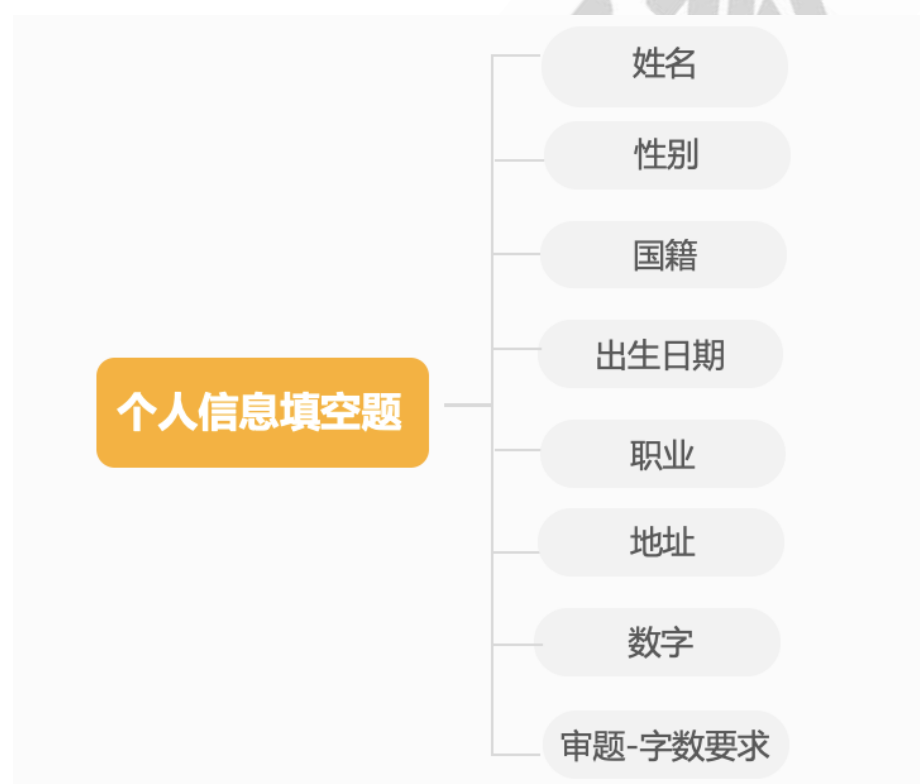 姓名
性别
国籍
出生日期
个人信息填空题
职业
地址
数字
审题-字数要求